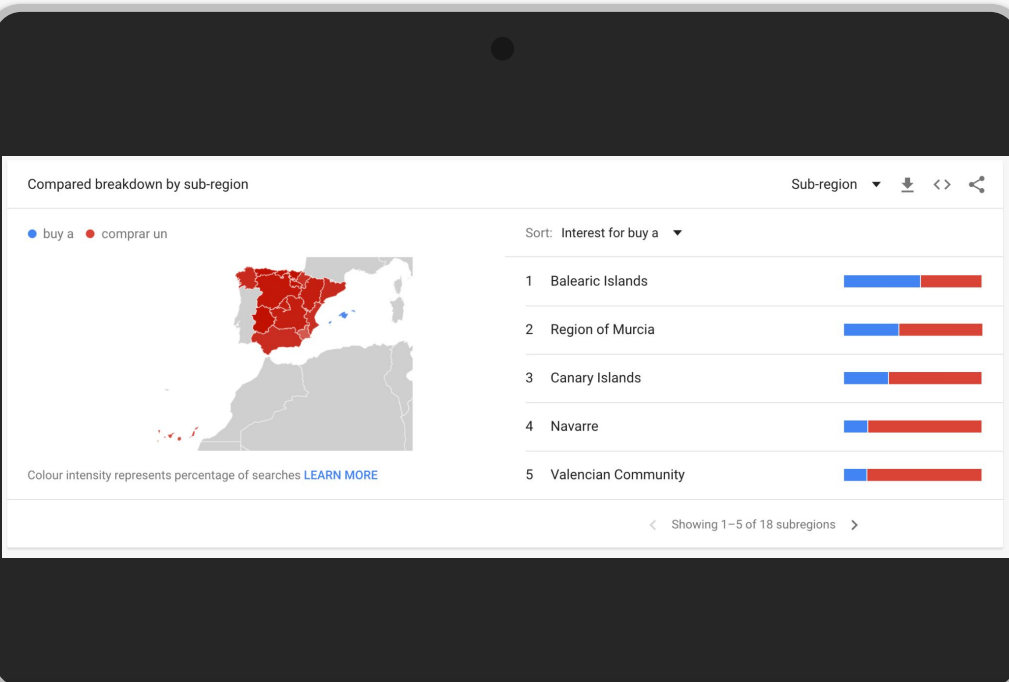 Compared breakdown by sub-region
Sub-region
buy a comprar un
Sort: Interest for buy a
1 Balearic Islands
2 Region of Murcia
3 Canary Islands
4 Navarre
5 Valencian Community
Colour intensity represents percentage of searches LEARN MORE
Showing 1–5 of 18 subregions